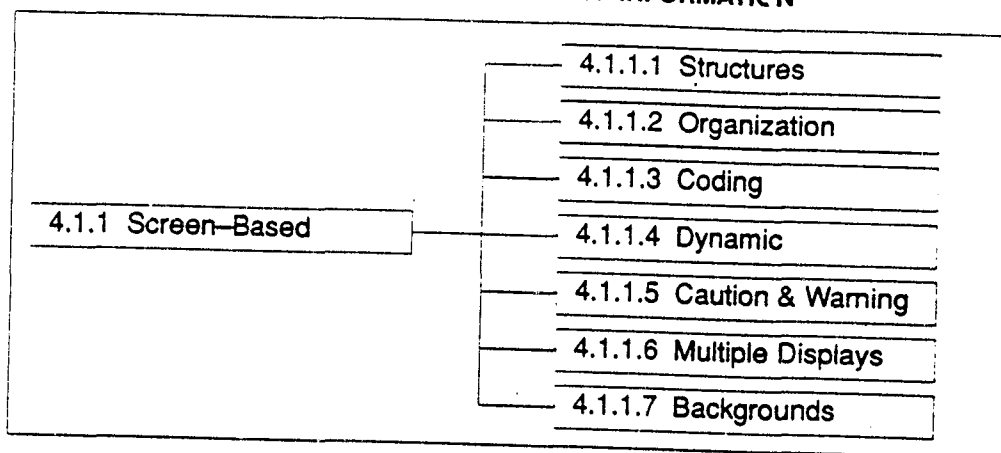 4.1.1.1 Structures
4.1.1.2 Organization
4.1.1.3 Coding
4.1.1 Screen–Based
4.1.1.4 Dynamic
4.1.1.5 Caution & Warning
4.1.1.6 Multiple Displays
4.1.1.7 Backgrounds